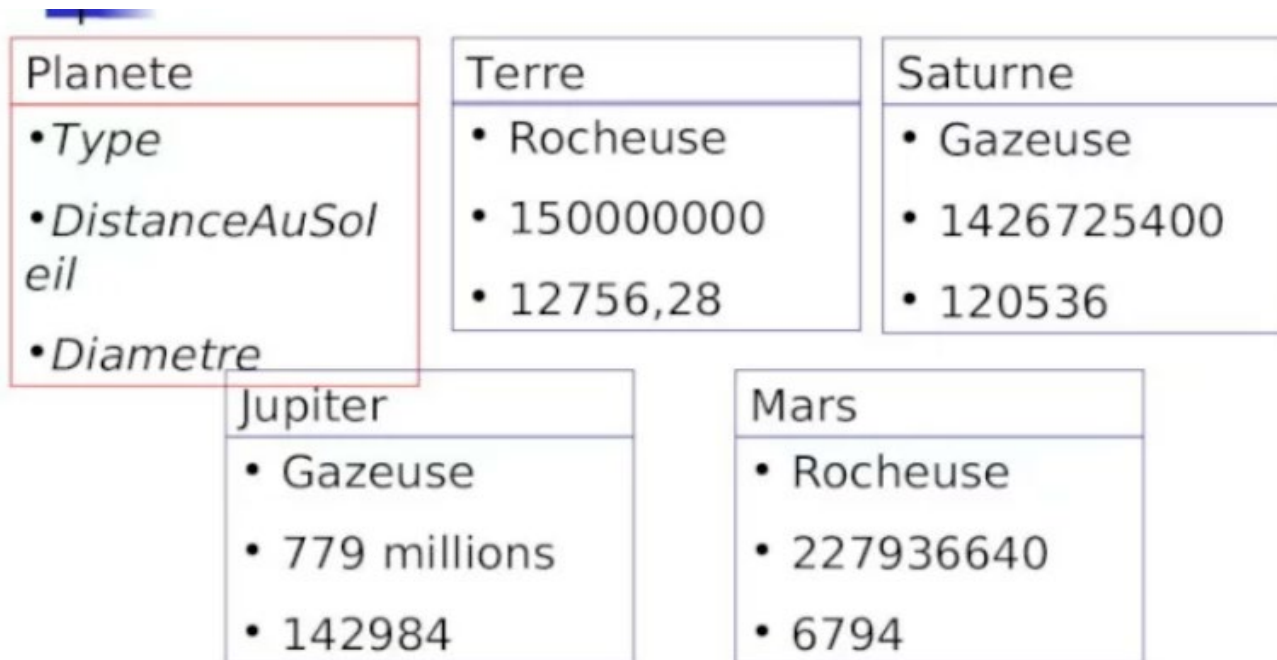 Planete
•Type
•DistanceAuSol
eil
•Diametre
Terre
• Rocheuse
• 150000000
• 12756,28
Saturne
• Gazeuse
• 1426725400
• 120536
Jupiter
• Gazeuse
• 779 millions
• 142984
Mars
• Rocheuse
• 227936640
• 6794